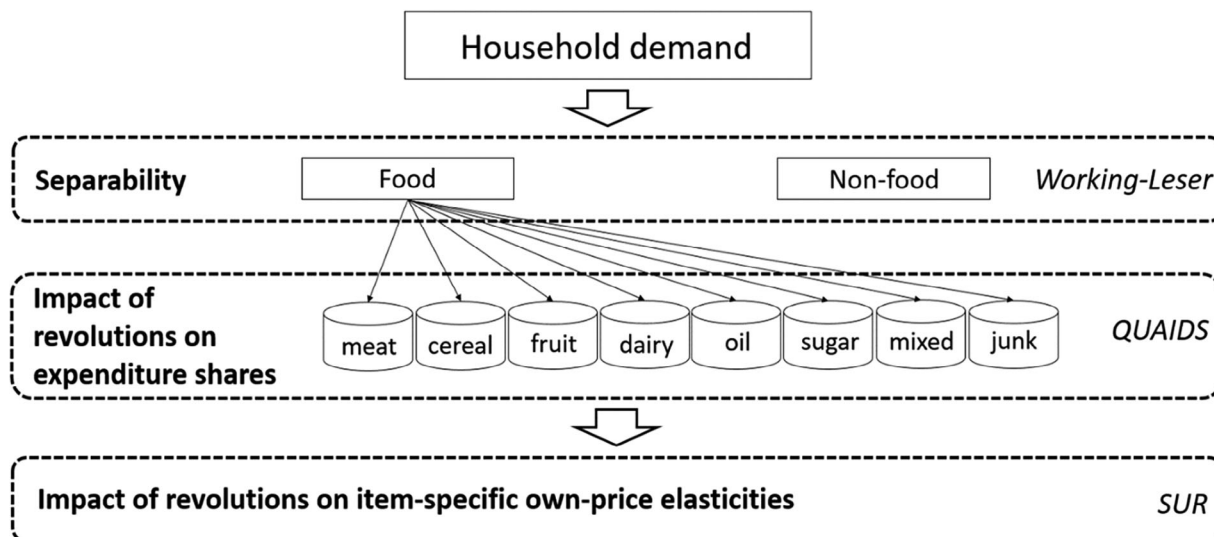 Household demand
Separability
Food
Non-food
Working-Leser
Impact of
revolutions on
expenditure shares
meat
cereal
fruit
dairy
oil
sugar
mixed
junk
QUAIDS
Impact of revolutions on item-specific own-price elasticities
SUR